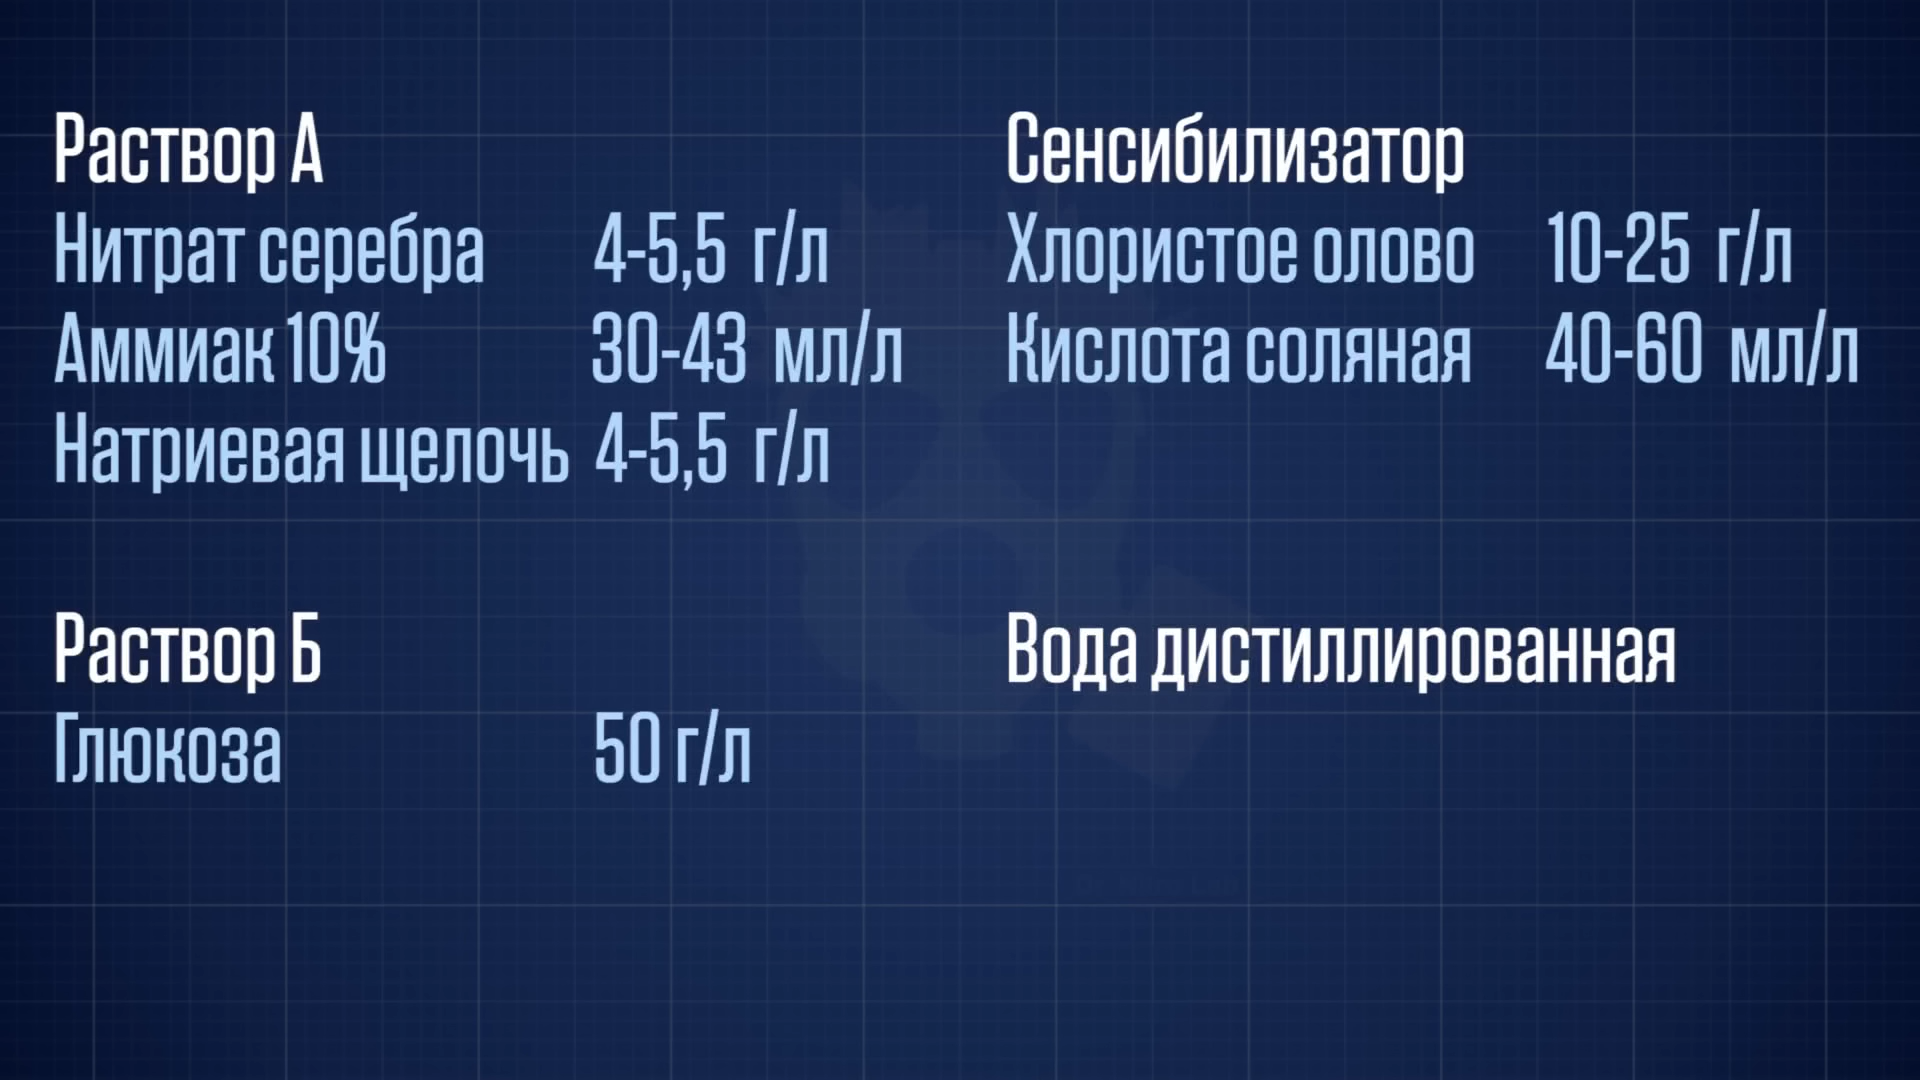 Раствор А
Нитрат серебра 4-5,5 г/л
Аммиак 10% 30-43 мл/л
Натриевая щелочь 4-5,5 г/л
Сенсибилизатор
Хлористое олово 10-25 г/л
Кислота соляная 40-60 мл/л
Раствор Б
Глюкоза 50 г/л
Вода дистиллированная